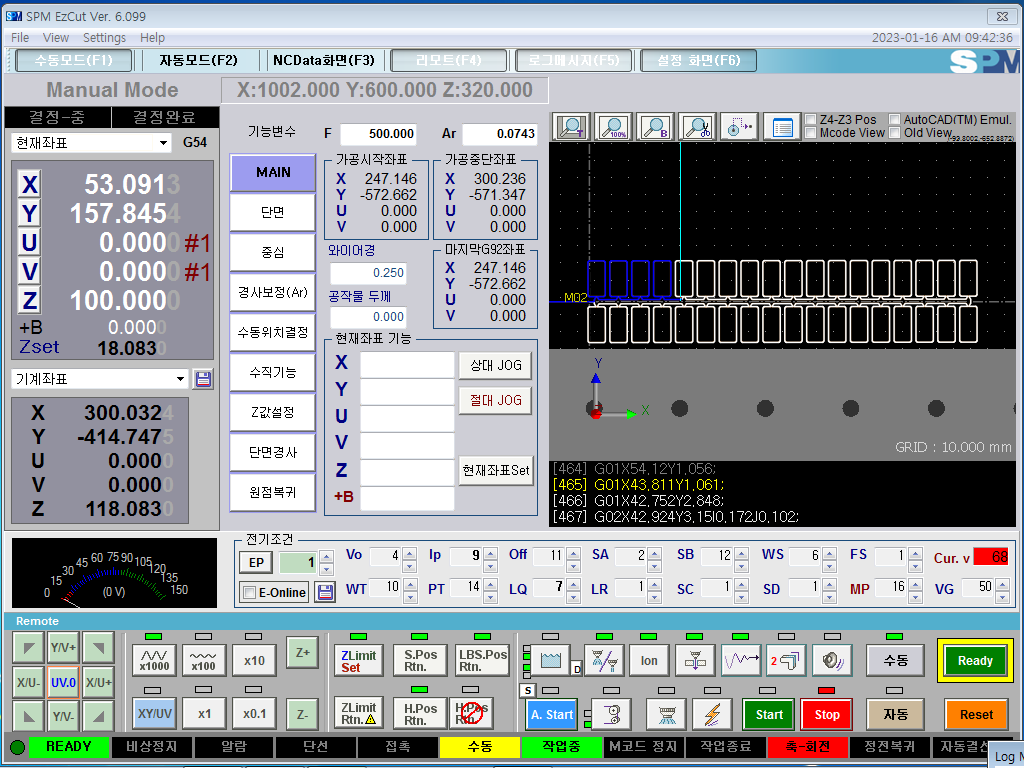 SPM EzCut Ver. 6.099
File View Settings Help
2023-01-16 AM 09:42:36
수동모드(F1) 자동모드(F2) NCData화면(F3) 리모트(F4) 로그메시지(F5) 설정 화면(F6)
SPM
Manual Mode
X:1002.000 Y:600.000 Z:320.000
결정-중 결정완료
현재좌표 G54
X 53.0913
Y 157.8454
U 0.0000 #1
V 0.0000 #1
Z 100.0000
+B 0.0000
Zset 18.0830
기계좌표
X 300.0324
Y -414.7475
U 0.0000
V 0.0000
Z 118.0830
기능변수 F 500.000 Ar 0.0743
MAIN
단면
중심
경사보정(Ar)
수동위치결정
수직기능
Z값설정
단면경사
원점복귀
가공시작좌표
X 247.146
Y -572.662
U 0.000
V 0.000
가공중단좌표
X 300.236
Y -571.347
U 0.000
V 0.000
와이어경
0.250
공작물 두께
0.000
마지막G92좌표
X 247.146
Y -572.662
U 0.000
V 0.000
현재좌표 기능
X
Y
U
V
Z
+B
상대 JOG
절대 JOG
현재좌표Set
T 100% B
Z4-Z3 Pos AutoCAD(TM) Emul.
Mcode View Old View
M02
Y
X
GRID : 10.000 mm
[464] G01X54,12Y1,056;
[465] G01X43,811Y1,061;
[466] G01X42,752Y2,848;
[467] G02X42,924Y3,15I0,172J0,102;
0 15 30 45 60 75 90 105 120 135 150
(0 V)
전기조건
EP 1
E-Online
Vo 4 Ip 9 Off 11 SA 2 SB 12 WS 6 FS 1 Cur. v 68
WT 10 PT 14 LQ 7 LR 1 SC 1 SD 1 MP 16 VG 50
Remote
Y/V+
X/U- UV.0 X/U+
Y/V-
x1000 x100 x10 Z+
XY/UV x1 x0.1 Z-
ZLimit Set S.Pos Rtn. LBS.Pos Rtn.
ZLimit Rtn. H.Pos Rtn.
D Ion 2 수동 Ready
S A. Start Start Stop 자동 Reset
READY 비상정지 알람 단선 접촉 수동 작업중 M코드 정지 작업종료 축-회전 정전복귀
Log M